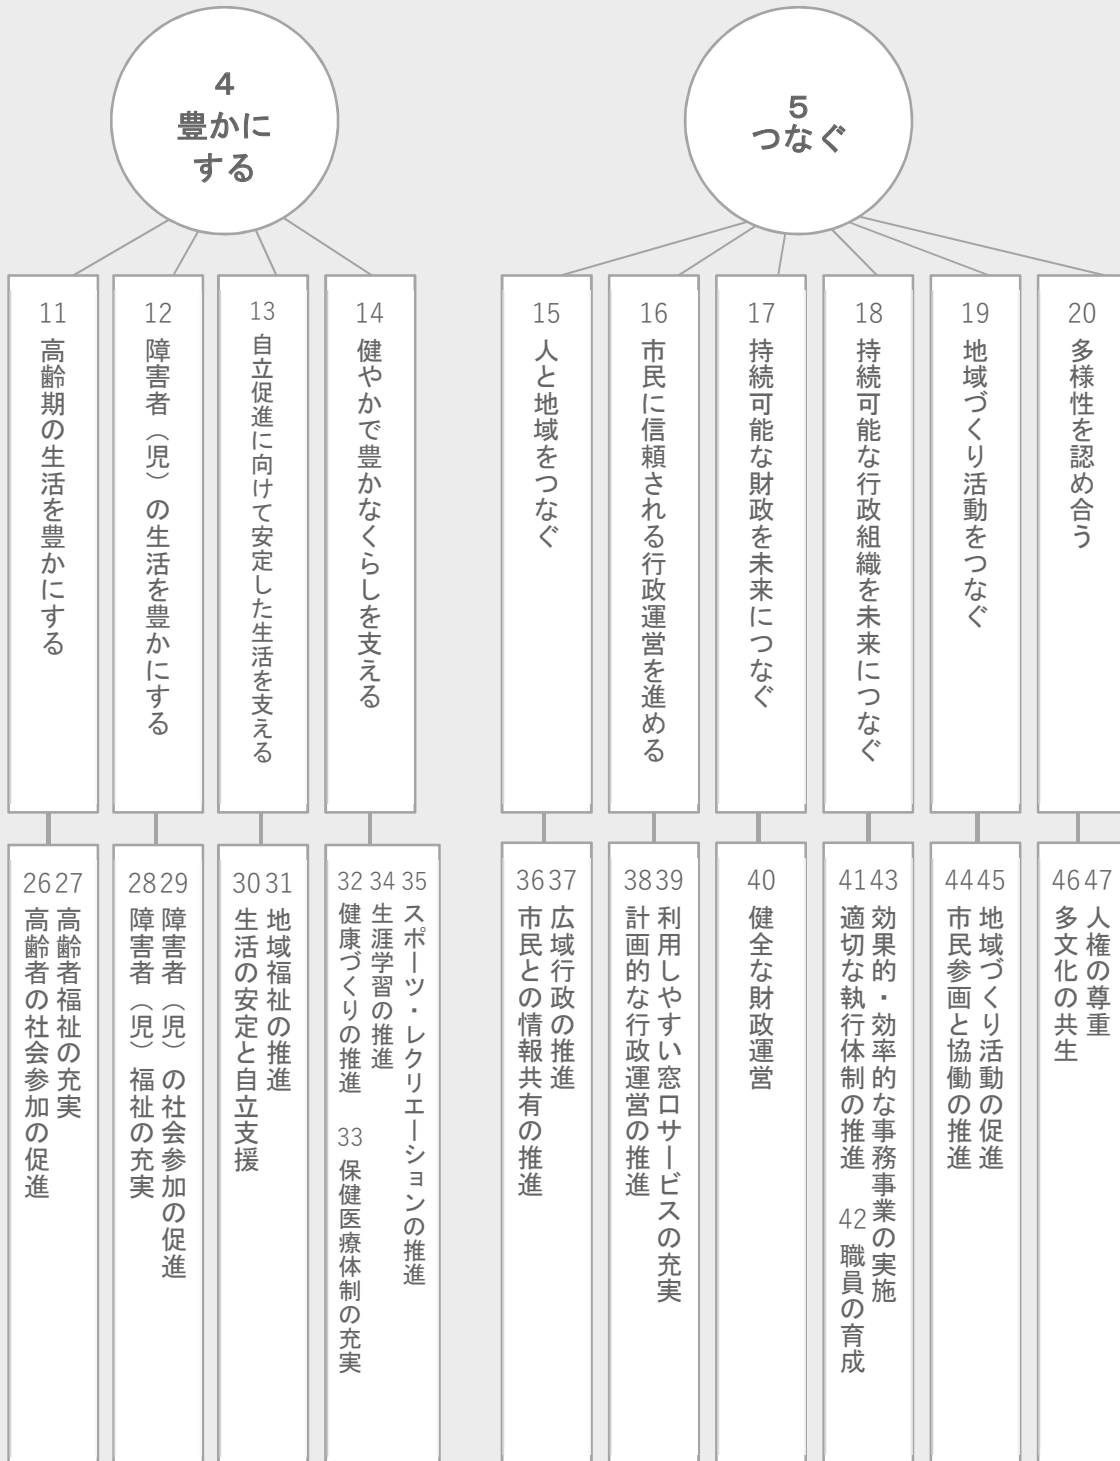 4
豊かに
する
5
つなぐ
11 高齢期の生活を豊かにする
12 障害者（児）の生活を豊かにする
13 自立促進に向けて安定した生活を支える
14 健やかで豊かなくらしを支える
15 人と地域をつなぐ
16 市民に信頼される行政運営を進める
17 持続可能な財政を未来につなぐ
18 持続可能な行政組織を未来につなぐ
19 地域づくり活動をつなぐ
20 多様性を認め合う
26 高齢者の社会参加の促進
27 高齢者福祉の充実
28 障害者（児）福祉の充実
29 障害者（児）の社会参加の促進
30 生活の安定と自立支援
31 地域福祉の推進
32 健康づくりの推進
33 保健医療体制の充実
34 生涯学習の推進
35 スポーツ・レクリエーションの推進
36 市民との情報共有の推進
37 広域行政の推進
38 計画的な行政運営の推進
39 利用しやすい窓口サービスの充実
40 健全な財政運営
41 適切な執行体制の推進
42 職員の育成
43 効果的・効率的な事務事業の実施
44 市民参画と協働の推進
45 地域づくり活動の促進
46 多文化の共生
47 人権の尊重